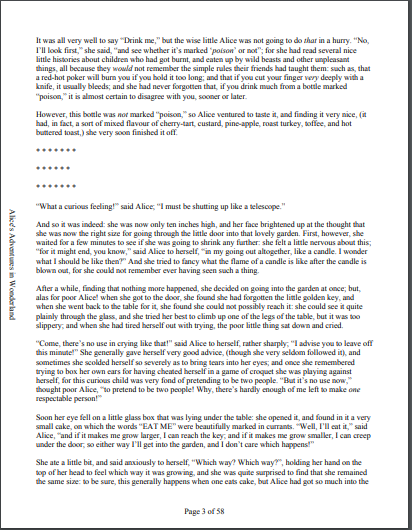 It was all very well to say “Drink me,” but the wise little Alice was not going to do that in a hurry. “No,
I’ll look first,” she said, “and see whether it’s marked ‘poison’ or not”; for she had read several nice
little histories about children who had got burnt, and eaten up by wild beasts and other unpleasant
things, all because they would not remember the simple rules their friends had taught them: such as, that
a red-hot poker will burn you if you hold it too long; and that if you cut your finger very deeply with a
knife, it usually bleeds; and she had never forgotten that, if you drink much from a bottle marked
“poison,” it is almost certain to disagree with you, sooner or later.
However, this bottle was not marked “poison,” so Alice ventured to taste it, and finding it very nice, (it
had, in fact, a sort of mixed flavour of cherry-tart, custard, pine-apple, roast turkey, toffee, and hot
buttered toast,) she very soon finished it off.
* * * * * * *
* * * * * *
* * * * * * *
“What a curious feeling!” said Alice; “I must be shutting up like a telescope.”
And so it was indeed: she was now only ten inches high, and her face brightened up at the thought that
she was now the right size for going through the little door into that lovely garden. First, however, she
waited for a few minutes to see if she was going to shrink any further: she felt a little nervous about this;
“for it might end, you know,” said Alice to herself, “in my going out altogether, like a candle. I wonder
what I should be like then?” And she tried to fancy what the flame of a candle is like after the candle is
blown out, for she could not remember ever having seen such a thing.
After a while, finding that nothing more happened, she decided on going into the garden at once; but,
alas for poor Alice! when she got to the door, she found she had forgotten the little golden key, and
when she went back to the table for it, she found she could not possibly reach it: she could see it quite
plainly through the glass, and she tried her best to climb up one of the legs of the table, but it was too
slippery; and when she had tired herself out with trying, the poor little thing sat down and cried.
“Come, there’s no use in crying like that!” said Alice to herself, rather sharply; “I advise you to leave off
this minute!” She generally gave herself very good advice, (though she very seldom followed it), and
sometimes she scolded herself so severely as to bring tears into her eyes; and once she remembered
trying to box her own ears for having cheated herself in a game of croquet she was playing against
herself, for this curious child was very fond of pretending to be two people. “But it’s no use now,”
thought poor Alice, “to pretend to be two people! Why, there’s hardly enough of me left to make one
respectable person!”
Soon her eye fell on a little glass box that was lying under the table: she opened it, and found in it a very
small cake, on which the words “EAT ME” were beautifully marked in currants. “Well, I’ll eat it,” said
Alice, “and if it makes me grow larger, I can reach the key; and if it makes me grow smaller, I can creep
under the door; so either way I’ll get into the garden, and I don’t care which happens!”
She ate a little bit, and said anxiously to herself, “Which way? Which way?”, holding her hand on the
top of her head to feel which way it was growing, and she was quite surprised to find that she remained
the same size: to be sure, this generally happens when one eats cake, but Alice had got so much into the
Alice’s Adventures in Wonderland
Page 3 of 58